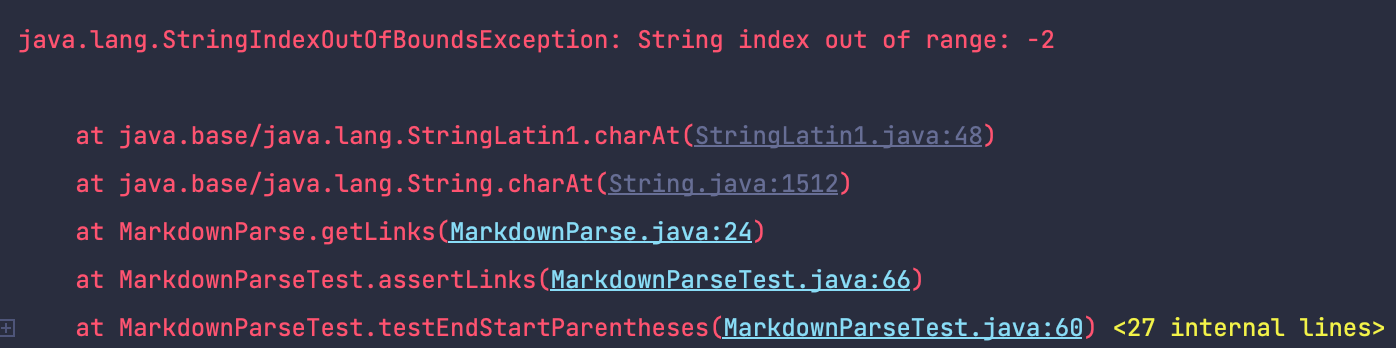 java.lang.StringIndexOutOfBoundsException: String index out of range: -2
at java.base/java.lang.StringLatin1.charAt(StringLatin1.java:48)
at java.base/java.lang.String.charAt(String.java:1512)
at MarkdownParse.getLinks(MarkdownParse.java:24)
at MarkdownParseTest.assertLinks(MarkdownParseTest.java:66)
at MarkdownParseTest.testEndStartParentheses(MarkdownParseTest.java:60) <27 internal lines>